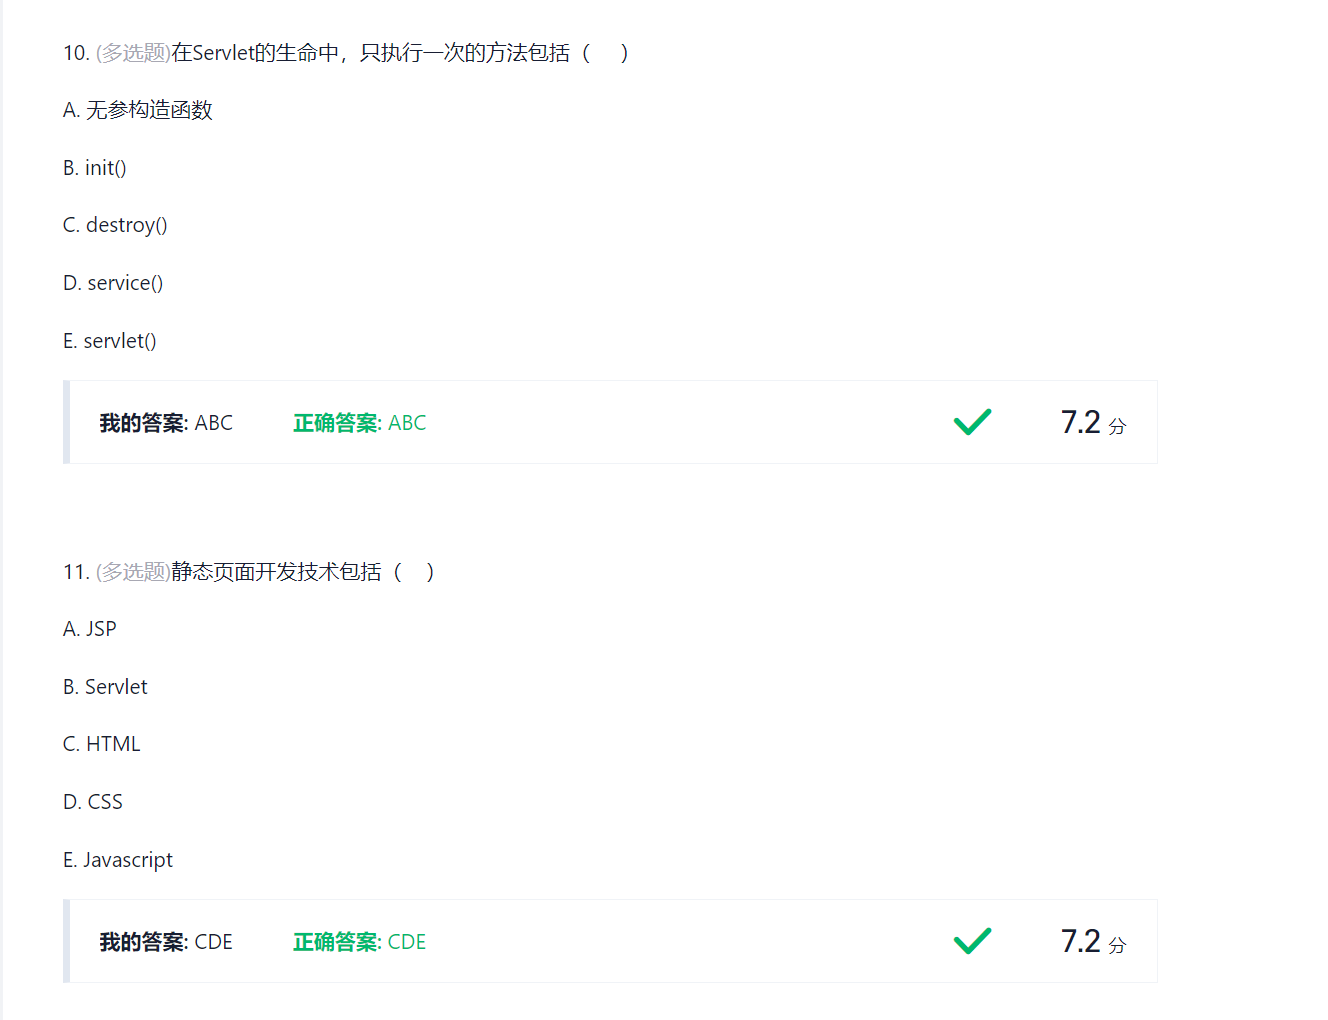 10. (多选题)在Servlet的生命中，只执行一次的方法包括（　）
A. 无参构造函数
B. init()
C. destroy()
D. service()
E. servlet()
我的答案: ABC 正确答案: ABC 7.2 分
11. (多选题)静态页面开发技术包括（　）
A. JSP
B. Servlet
C. HTML
D. CSS
E. Javascript
我的答案: CDE 正确答案: CDE 7.2 分